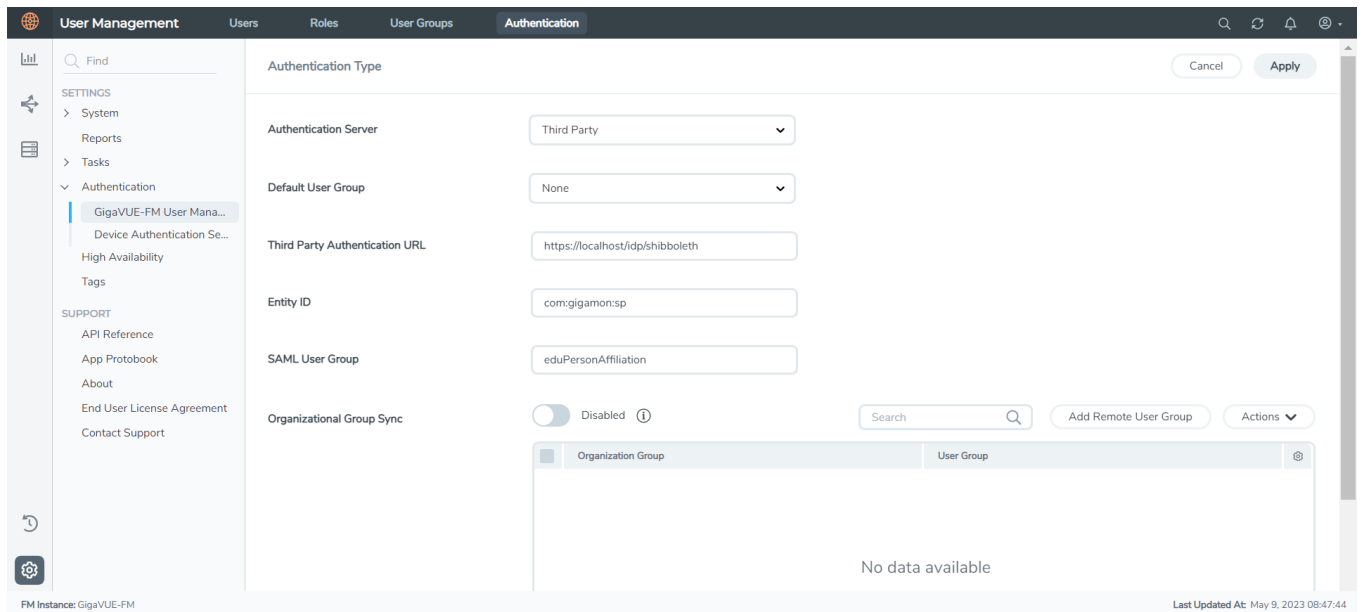 User Management Users Roles User Groups Authentication
Find
Authentication Type
Cancel Apply
SETTINGS
System
Reports
Tasks
Authentication
GigaVUE-FM User Mana...
Device Authentication Se...
High Availability
Tags
SUPPORT
API Reference
App Protobook
About
End User License Agreement
Contact Support
Authentication Server Third Party
Default User Group None
Third Party Authentication URL https://localhost/idp/shibboleth
Entity ID com:gigamon:sp
SAML User Group eduPersonAffiliation
Organizational Group Sync Disabled Search Add Remote User Group Actions
Organization Group User Group
No data available
FM Instance: GigaVUE-FM Last Updated At: May 9, 2023 08:47:44